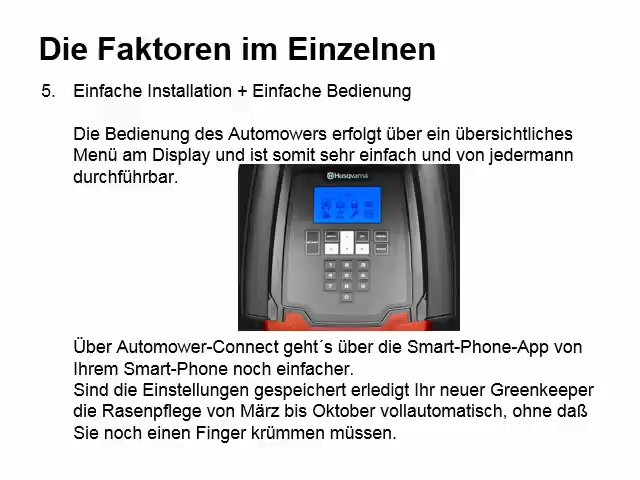 Die Faktoren im Einzelnen
5. Einfache Installation + Einfache Bedienung
Die Bedienung des Automowers erfolgt über ein übersichtliches
Menü am Display und ist somit sehr einfach und von jedermann
durchführbar.
Husqvarna
Über Automower-Connect geht´s über die Smart-Phone-App von
Ihrem Smart-Phone noch einfacher.
Sind die Einstellungen gespeichert erledigt Ihr neuer Greenkeeper
die Rasenpflege von März bis Oktober vollautomatisch, ohne daß
Sie noch einen Finger krümmen müssen.